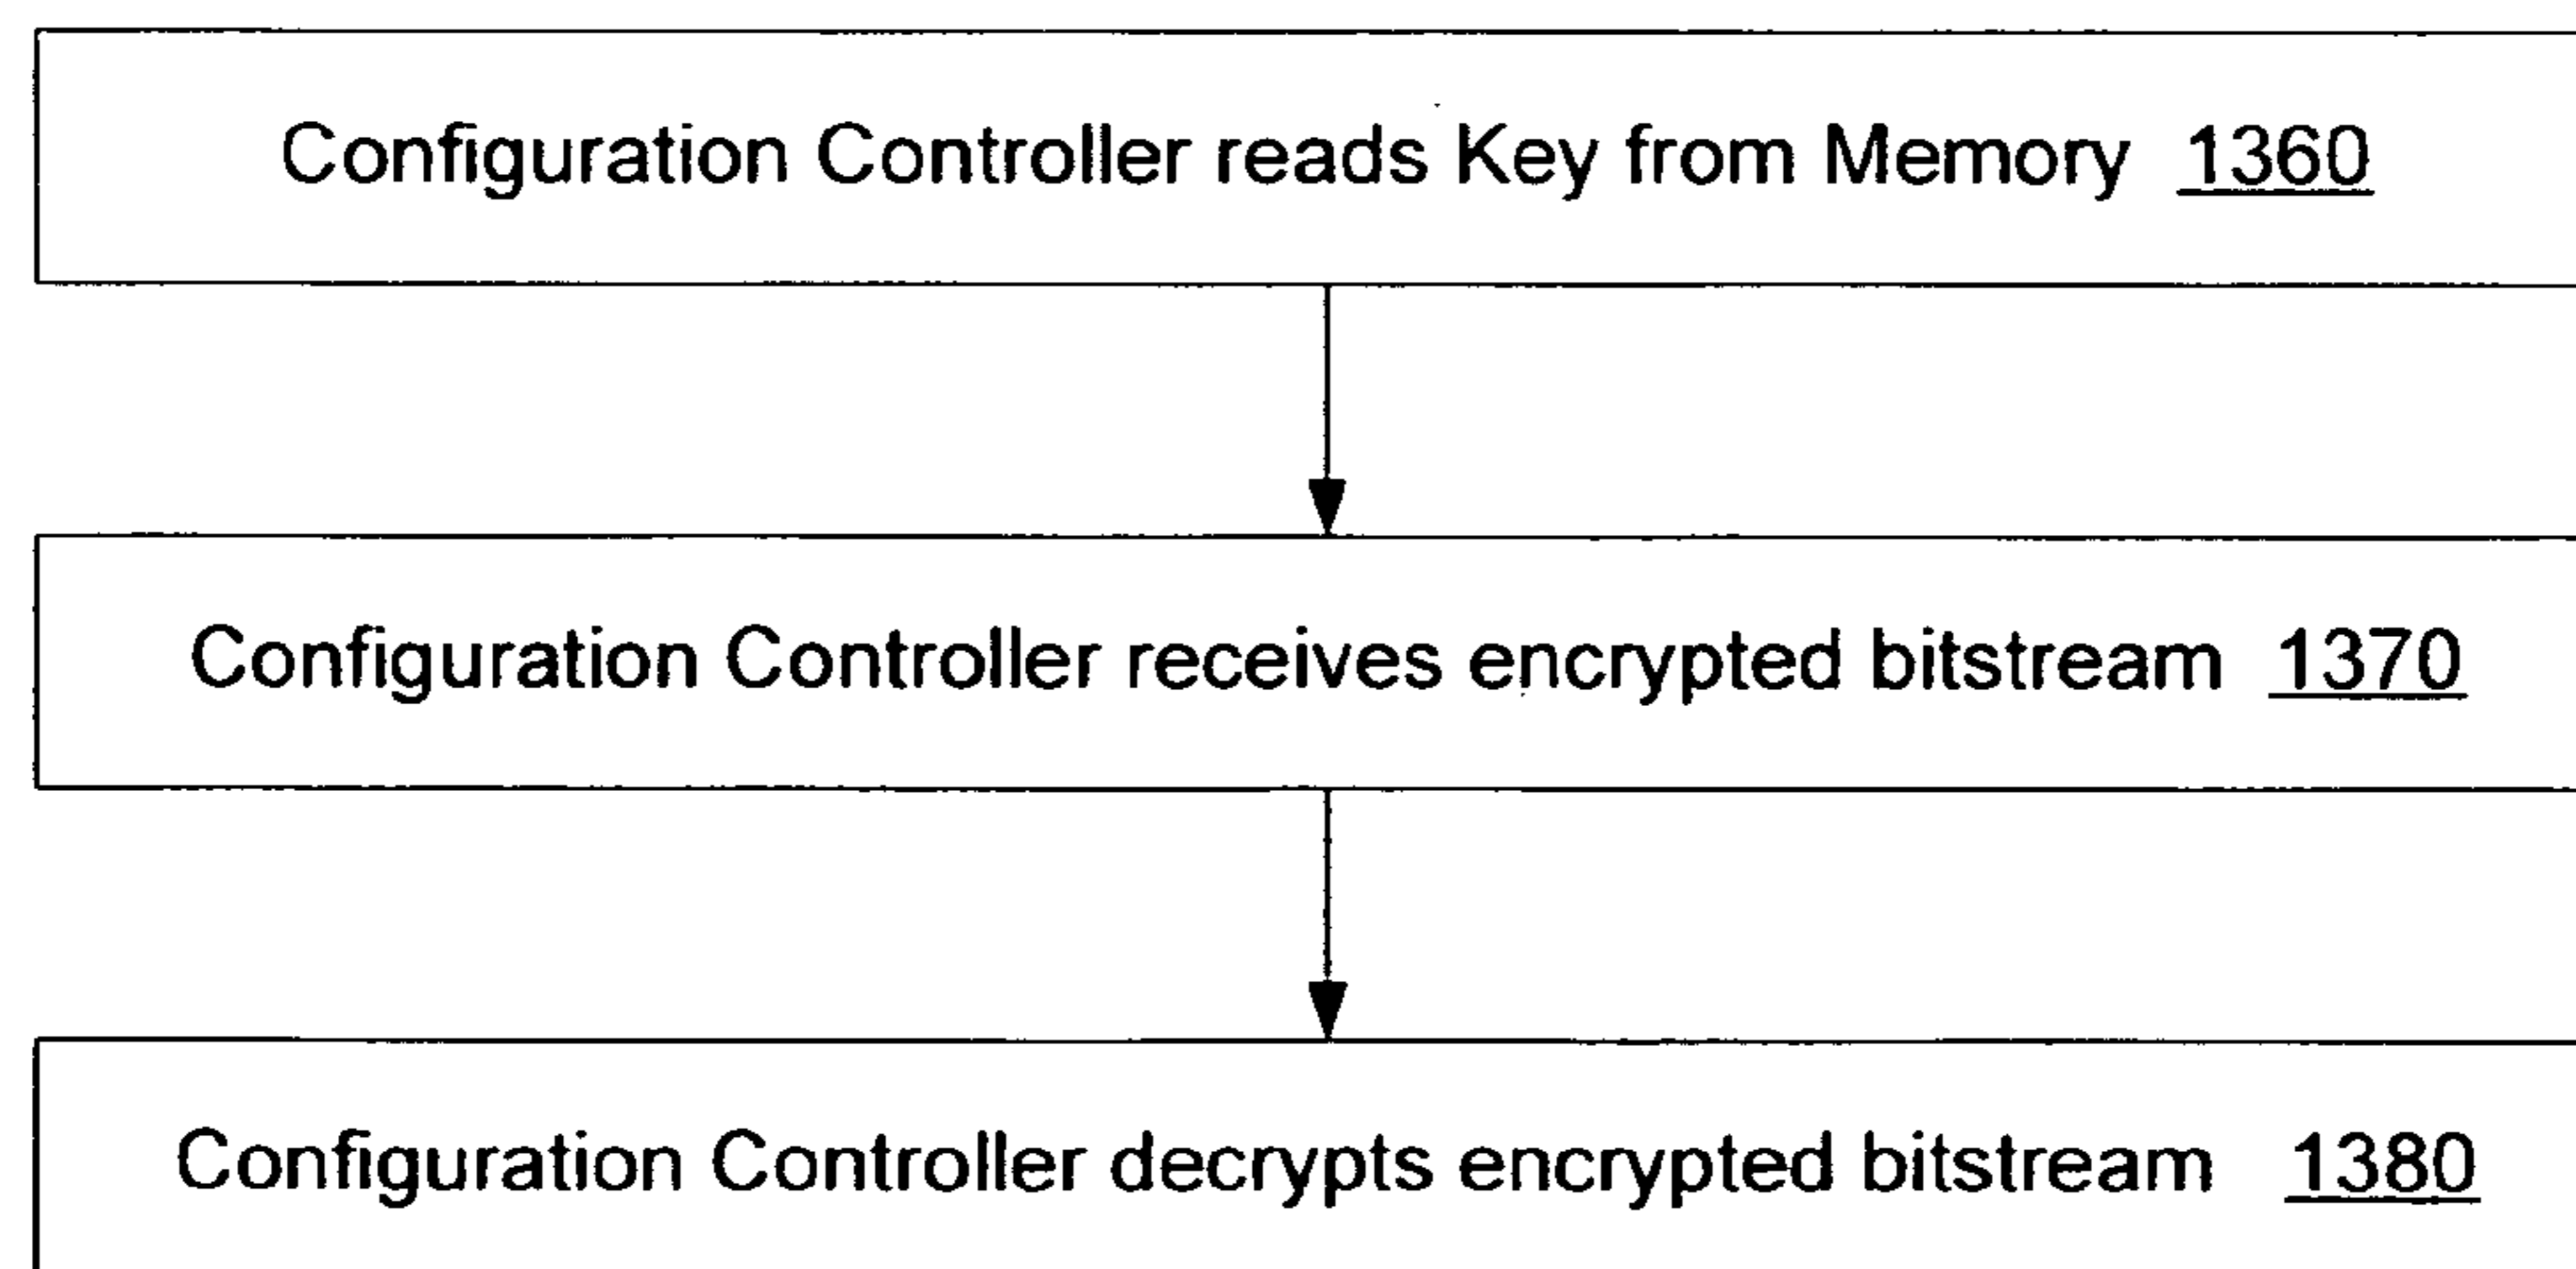 Configuration Controller reads Key from Memory 1360
Configuration Controller receives encrypted bitstream 1370
Configuration Controller decrypts encrypted bitstream 1380